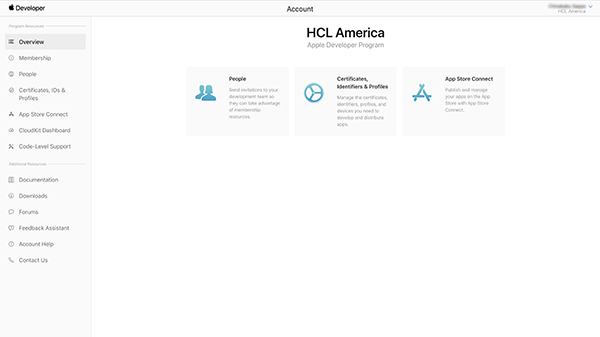 Developer
Account
HCL America
Program Resources
Overview
Membership
People
Certificates, IDs &
Profiles
App Store Connect
CloudKit Dashboard
Code-Level Support
Additional Resources
Documentation
Downloads
Forums
Feedback Assistant
Account Help
Contact Us
HCL America
Apple Developer Program
People
Send invitations to your
development team so
they can take advantage
of membership
resources.
Certificates,
Identifiers & Profiles
Manage the certificates,
identifiers, profiles, and
devices you need to
develop and distribute
apps.
App Store Connect
Publish and manage
your apps on the App
Store with App Store
Connect.